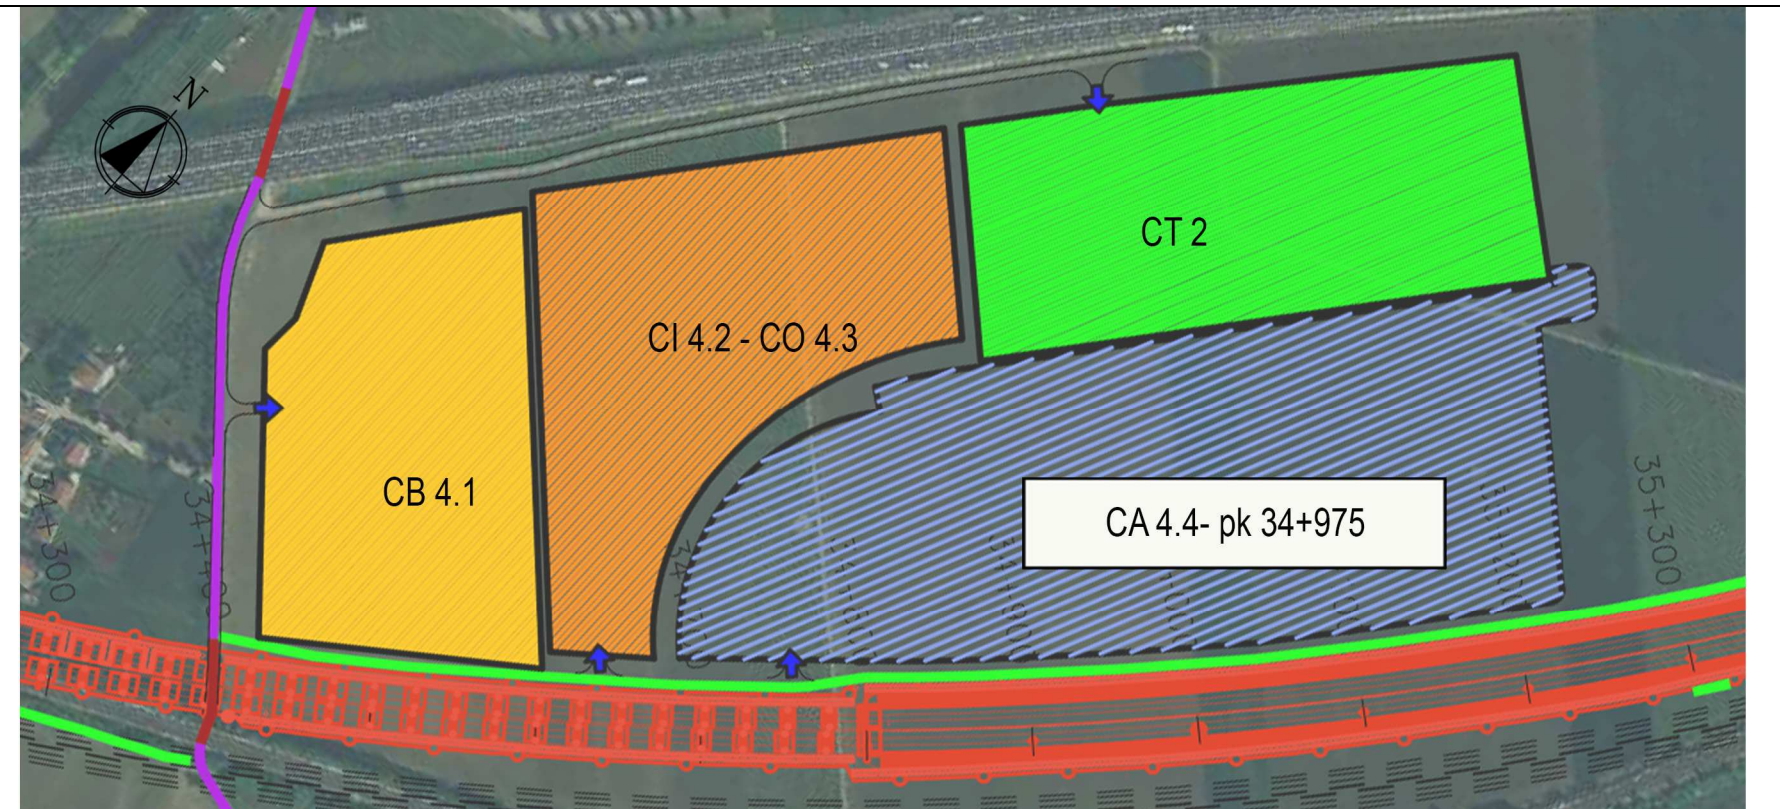 N
CT 2
CI 4.2 - CO 4.3
CB 4.1
CA 4.4- pk 34+975
34+300
34+400
35+300